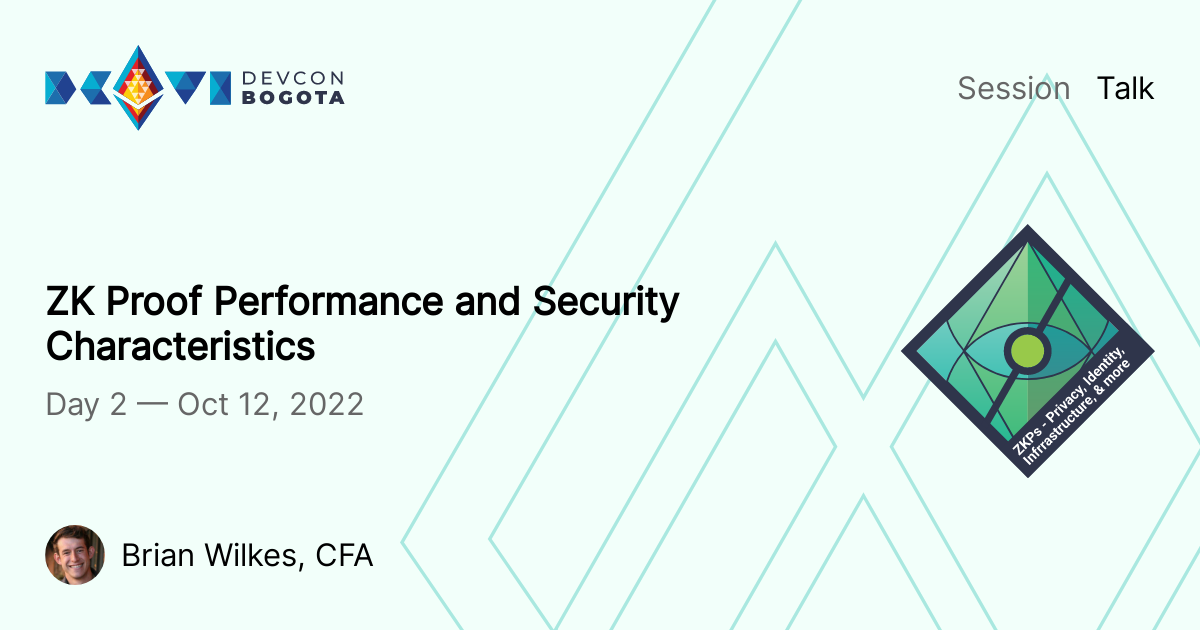 DEVCON
BOGOTA
Session Talk
ZK Proof Performance and Security
Characteristics
Day 2 — Oct 12, 2022
ZKPs - Privacy, Identity,
Infrrastructure, & more
Brian Wilkes, CFA